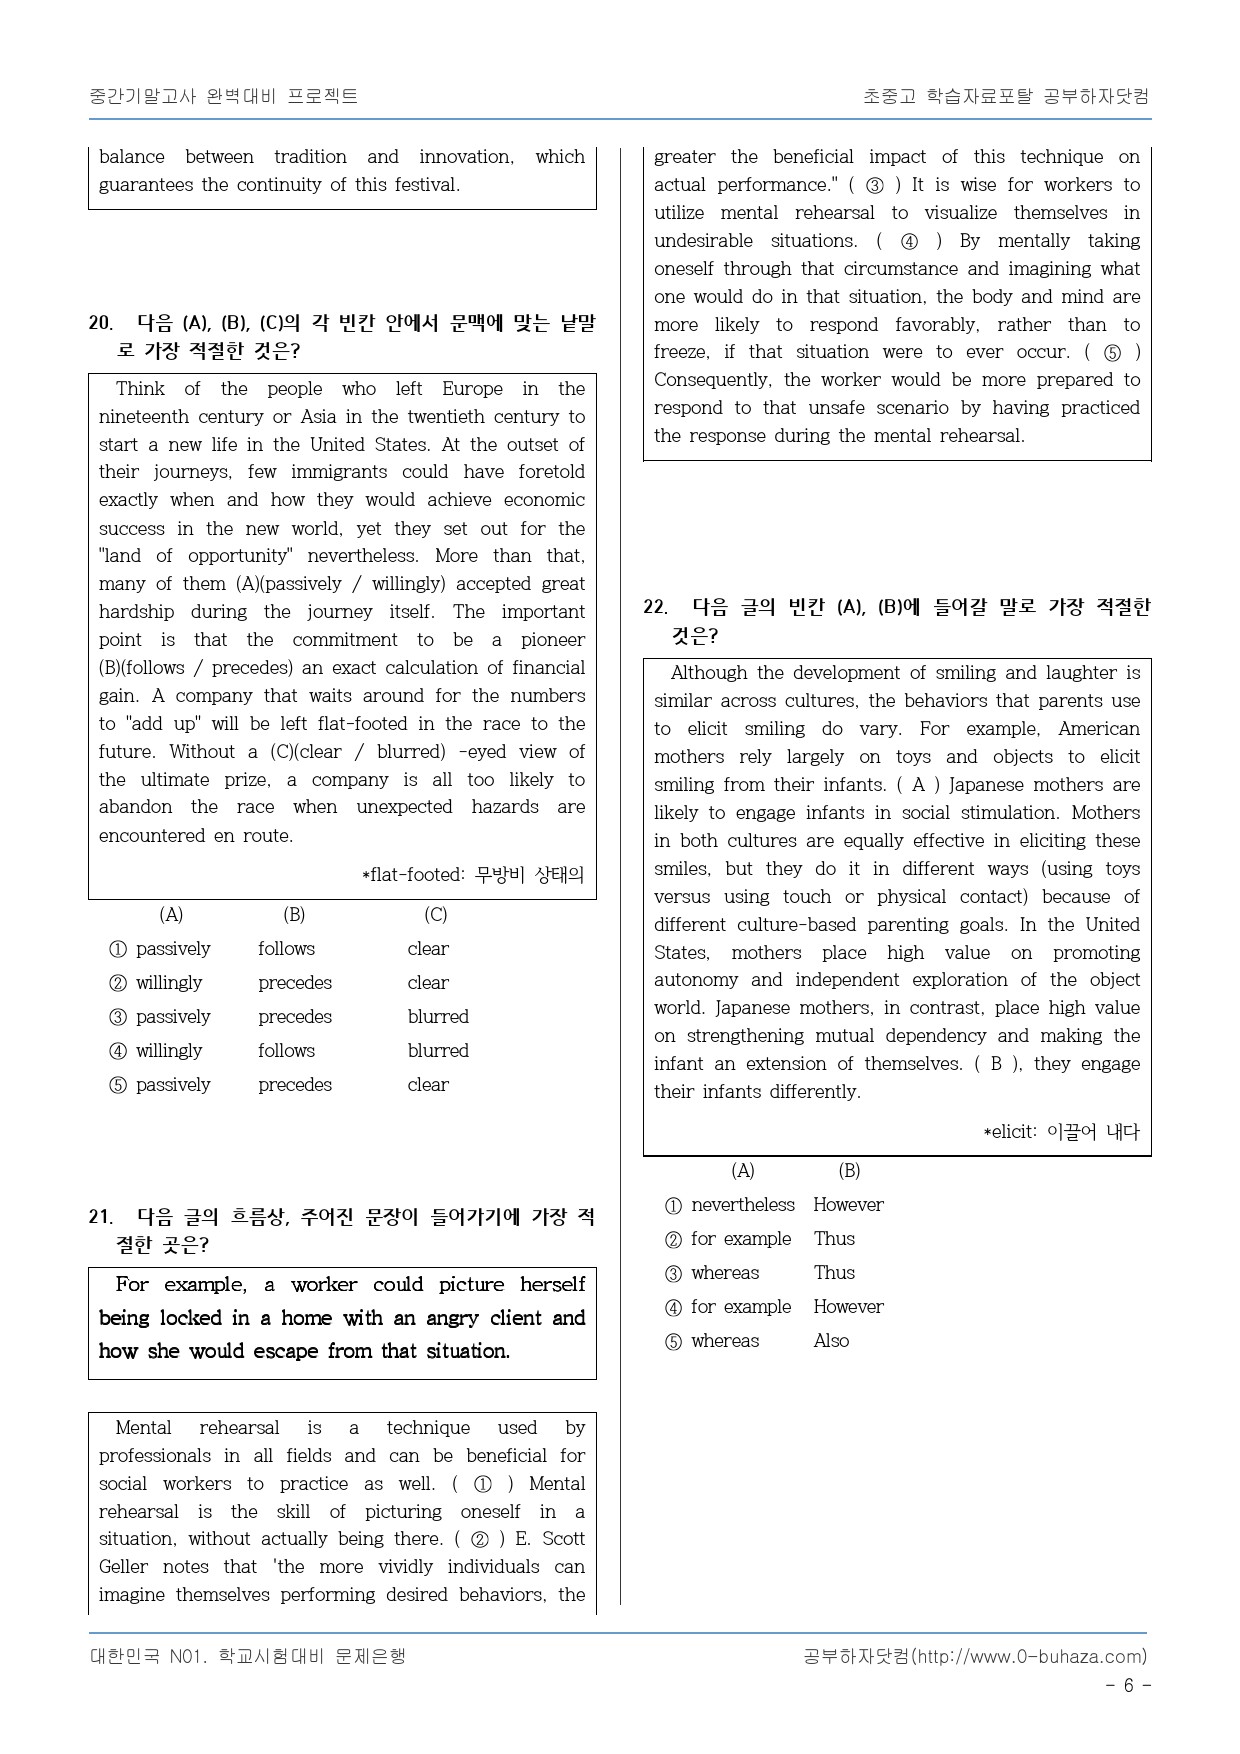 중간기말고사 완벽대비 프로젝트
초중고 학습자료포탈 공부하자닷컴
balance between tradition and innovation, which
guarantees the continuity of this festival.
20. 다음 (A), (B), (C)의 각 빈칸 안에서 문맥에 맞는 낱말
로 가장 적절한 것은?
Think of the people who left Europe in the
nineteenth century or Asia in the twentieth century to
start a new life in the United States. At the outset of
their journeys, few immigrants could have foretold
exactly when and how they would achieve economic
success in the new world, yet they set out for the
"land of opportunity" nevertheless. More than that,
many of them (A)(passively / willingly) accepted great
hardship during the journey itself. The important
point is that the commitment to be a pioneer
(B)(follows / precedes) an exact calculation of financial
gain. A company that waits around for the numbers
to "add up" will be left flat-footed in the race to the
future. Without a (C)(clear / blurred) -eyed view of
the ultimate prize, a company is all too likely to
abandon the race when unexpected hazards are
encountered en route.
*flat-footed: 무방비 상태의
(A) (B) (C)
① passively follows clear
② willingly precedes clear
③ passively precedes blurred
④ willingly follows blurred
⑤ passively precedes clear
21. 다음 글의 흐름상, 주어진 문장이 들어가기에 가장 적
절한 곳은?
For example, a worker could picture herself
being locked in a home with an angry client and
how she would escape from that situation.
Mental rehearsal is a technique used by
professionals in all fields and can be beneficial for
social workers to practice as well. ( ① ) Mental
rehearsal is the skill of picturing oneself in a
situation, without actually being there. ( ② ) E. Scott
Geller notes that 'the more vividly individuals can
imagine themselves performing desired behaviors, the
greater the beneficial impact of this technique on
actual performance." ( ③ ) It is wise for workers to
utilize mental rehearsal to visualize themselves in
undesirable situations. ( ④ ) By mentally taking
oneself through that circumstance and imagining what
one would do in that situation, the body and mind are
more likely to respond favorably, rather than to
freeze, if that situation were to ever occur. ( ⑤ )
Consequently, the worker would be more prepared to
respond to that unsafe scenario by having practiced
the response during the mental rehearsal.
22. 다음 글의 빈칸 (A), (B)에 들어갈 말로 가장 적절한
것은?
Although the development of smiling and laughter is
similar across cultures, the behaviors that parents use
to elicit smiling do vary. For example, American
mothers rely largely on toys and objects to elicit
smiling from their infants. ( A ) Japanese mothers are
likely to engage infants in social stimulation. Mothers
in both cultures are equally effective in eliciting these
smiles, but they do it in different ways (using toys
versus using touch or physical contact) because of
different culture-based parenting goals. In the United
States, mothers place high value on promoting
autonomy and independent exploration of the object
world. Japanese mothers, in contrast, place high value
on strengthening mutual dependency and making the
infant an extension of themselves. ( B ), they engage
their infants differently.
*elicit: 이끌어 내다
(A) (B)
① nevertheless However
② for example Thus
③ whereas Thus
④ for example However
⑤ whereas Also
대한민국 N01. 학교시험대비 문제은행
공부하자닷컴(http://www.0-buhaza.com)
- 6 -